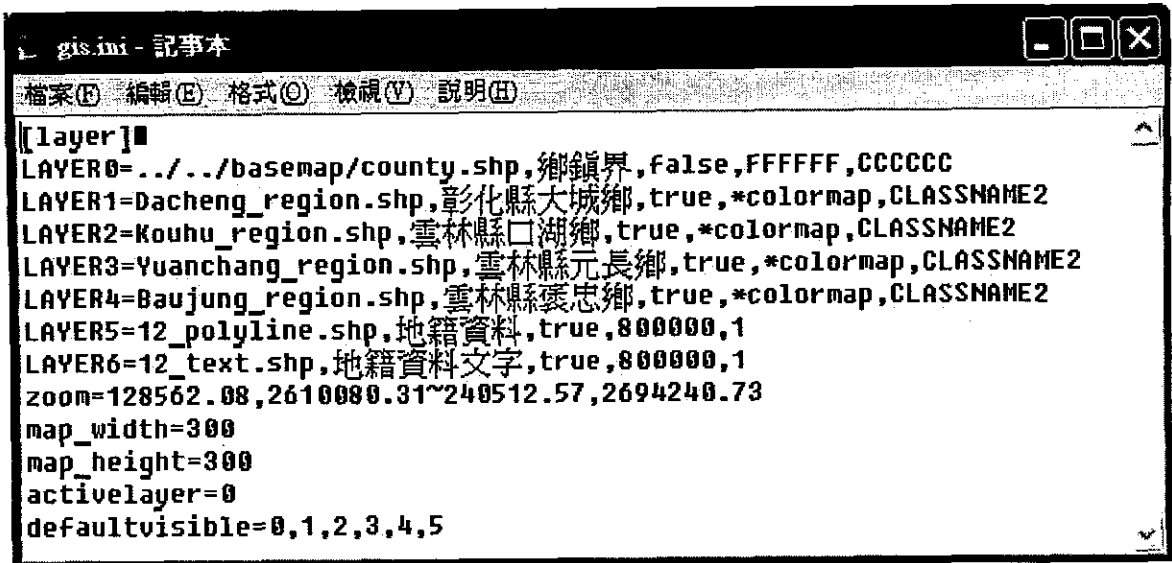 gis.ini - 記事本
檔案(F) 編輯(E) 格式(O) 檢視(V) 說明(H)
[layer]
LAYER0=../../basemap/county.shp,鄉鎮界,false,FFFFFF,CCCCCC
LAYER1=Dacheng_region.shp,彰化縣大城鄉,true,*colormap,CLASSNAME2
LAYER2=Kouhu_region.shp,雲林縣口湖鄉,true,*colormap,CLASSNAME2
LAYER3=Yuanchang_region.shp,雲林縣元長鄉,true,*colormap,CLASSNAME2
LAYER4=Baujung_region.shp,雲林縣褒忠鄉,true,*colormap,CLASSNAME2
LAYER5=12_polyline.shp,地籍資料,true,800000,1
LAYER6=12_text.shp,地籍資料文字,true,800000,1
zoom=128562.08,2610080.31~240512.57,2694240.73
map_width=300
map_height=300
activelayer=0
defaultvisible=0,1,2,3,4,5